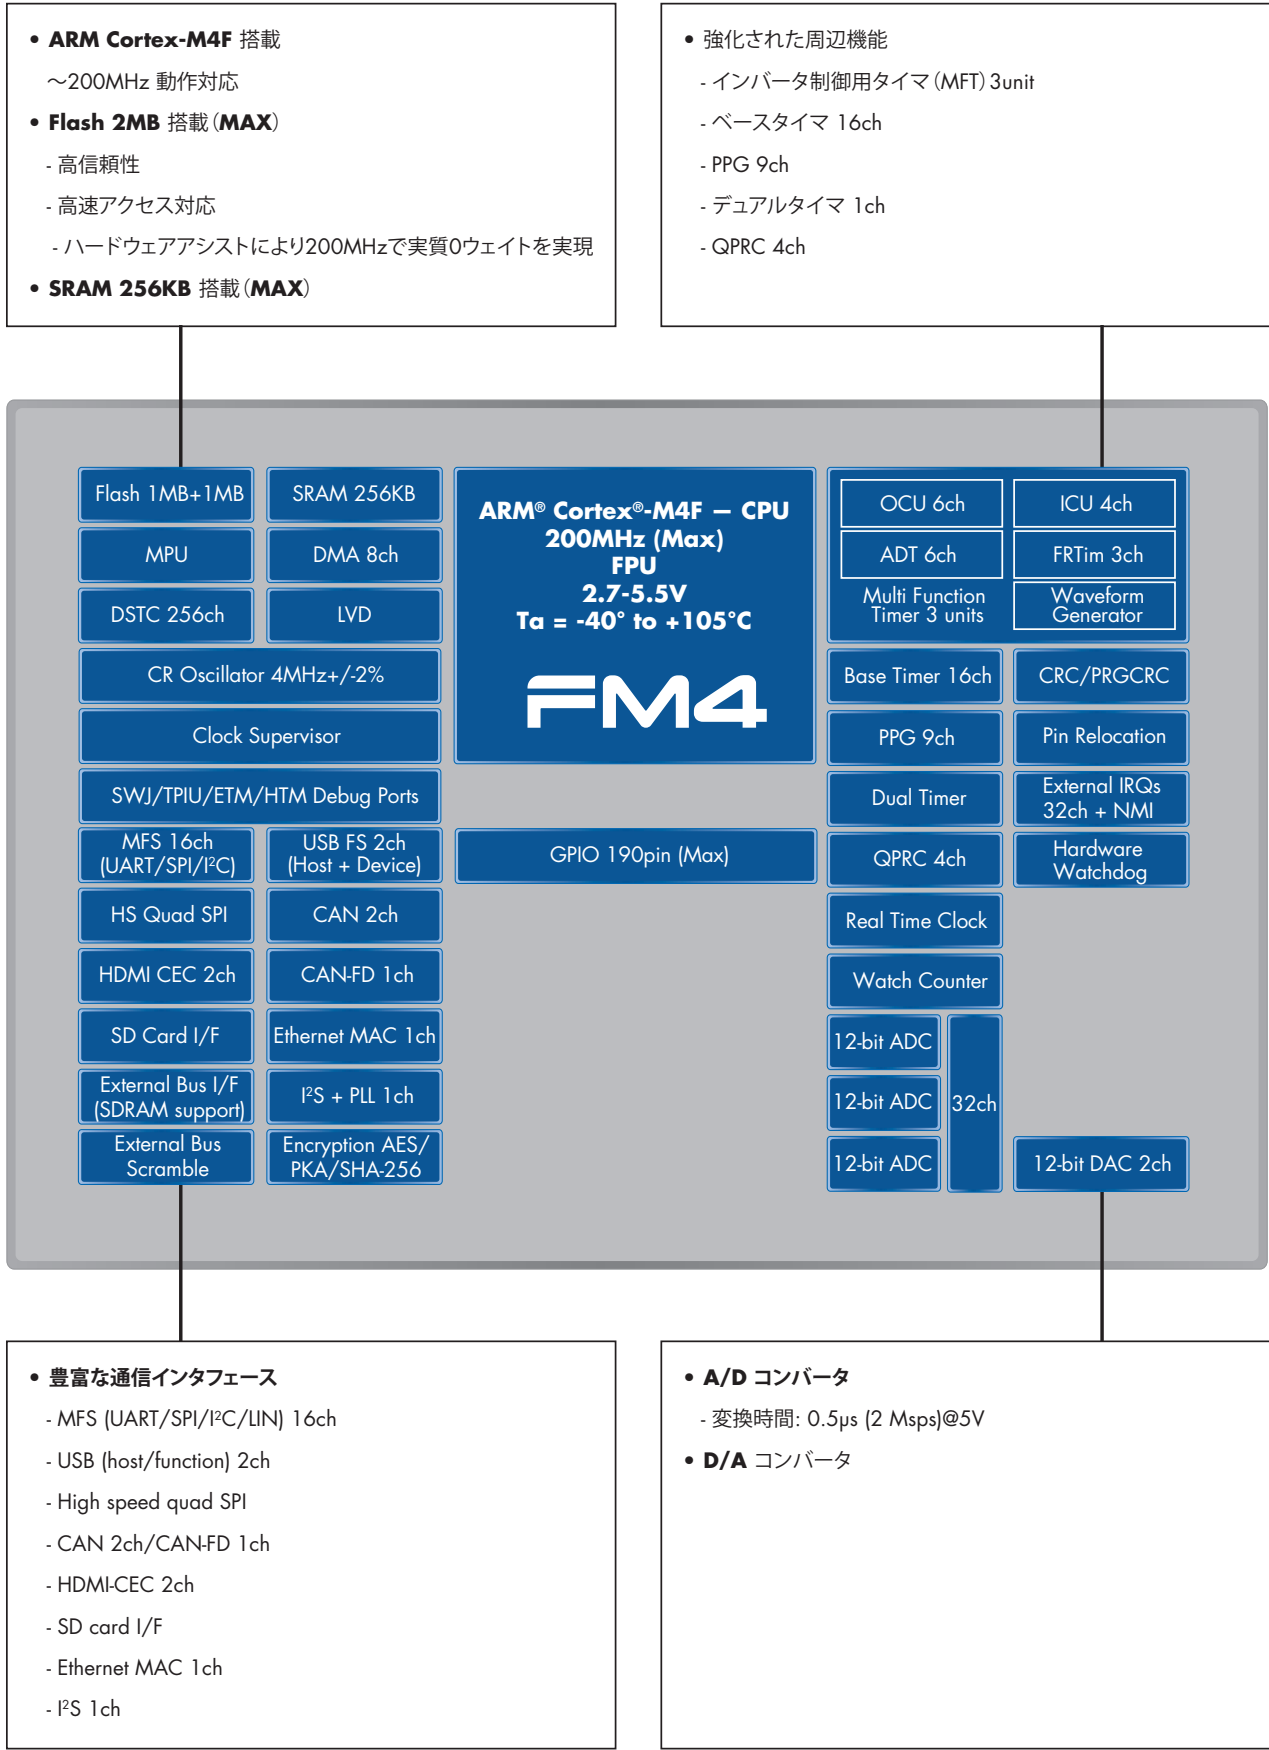 • ARM Cortex-M4F 搭載
～200MHz 動作対応
• Flash 2MB 搭載（MAX）
- 高信頼性
- 高速アクセス対応
- ハードウェアアシストにより200MHzで実質0ウェイトを実現
• SRAM 256KB 搭載（MAX）
• 強化された周辺機能
- インバータ制御用タイマ（MFT）3unit
- ベースタイマ 16ch
- PPG 9ch
- デュアルタイマ 1ch
- QPRC 4ch
Flash 1MB+1MB
SRAM 256KB
MPU
DMA 8ch
DSTC 256ch
LVD
CR Oscillator 4MHz+/-2%
Clock Supervisor
SWJ/TPIU/ETM/HTM Debug Ports
MFS 16ch
(UART/SPI/I²C)
USB FS 2ch
(Host + Device)
HS Quad SPI
CAN 2ch
HDMI CEC 2ch
CAN-FD 1ch
SD Card I/F
Ethernet MAC 1ch
External Bus I/F
(SDRAM support)
I²S + PLL 1ch
External Bus
Scramble
Encryption AES/
PKA/SHA-256
ARM® Cortex®-M4F – CPU
200MHz (Max)
FPU
2.7-5.5V
Ta = -40° to +105°C
FM4
GPIO 190pin (Max)
OCU 6ch
ICU 4ch
ADT 6ch
FRTim 3ch
Multi Function
Timer 3 units
Waveform
Generator
Base Timer 16ch
CRC/PRGCRC
PPG 9ch
Pin Relocation
Dual Timer
External IRQs
32ch + NMI
QPRC 4ch
Hardware
Watchdog
Real Time Clock
Watch Counter
12-bit ADC
12-bit ADC
12-bit ADC
32ch
12-bit DAC 2ch
• 豊富な通信インタフェース
- MFS (UART/SPI/I²C/LIN) 16ch
- USB (host/function) 2ch
- High speed quad SPI
- CAN 2ch/CAN-FD 1ch
- HDMI-CEC 2ch
- SD card I/F
- Ethernet MAC 1ch
- I²S 1ch
• A/D コンバータ
- 変換時間: 0.5µs (2 Msps)@5V
• D/A コンバータ